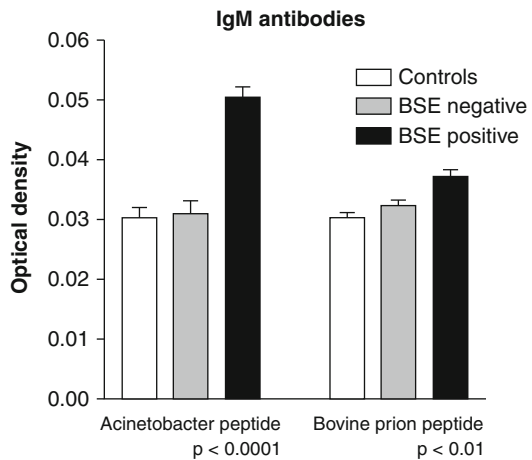 IgM antibodies
0.06
0.05
0.04
0.03
0.02
0.01
0.00
Optical density
Controls
BSE negative
BSE positive
Acinetobacter peptide
p < 0.0001
Bovine prion peptide
p < 0.01